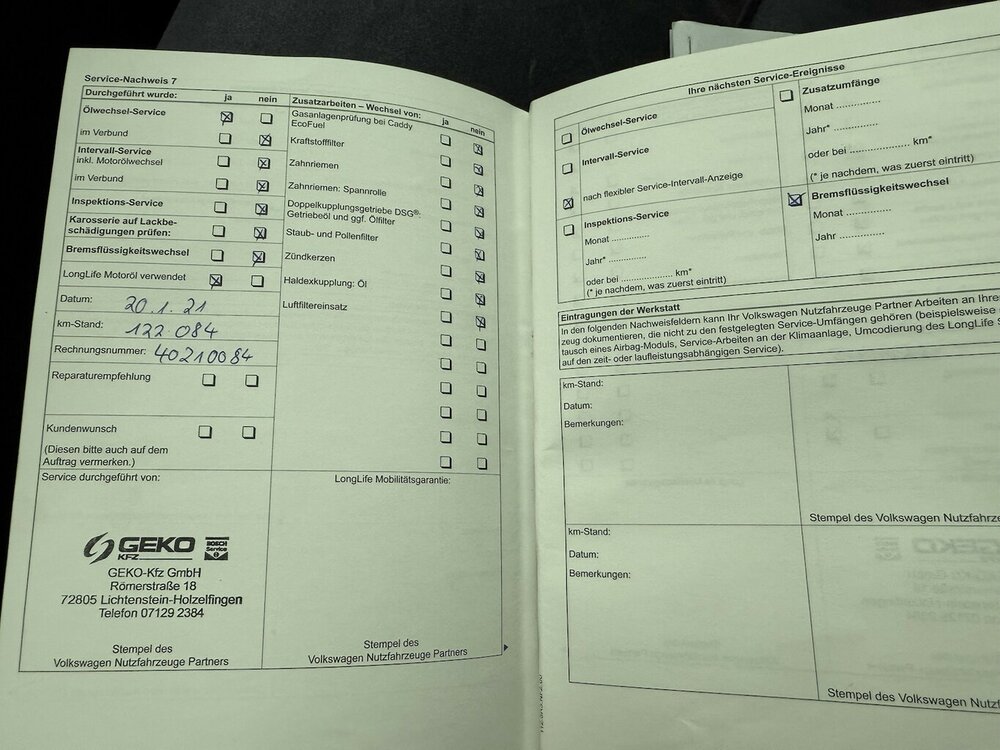 Service-Nachweis 7
Durchgeführt wurde: ja nein
Ölwechsel-Service
im Verbund
Intervall-Service
inkl. Motorölwechsel
im Verbund
Inspektions-Service
Karosserie auf Lackbe-
schädigungen prüfen:
Bremsflüssigkeitswechsel
LongLife Motoröl verwendet
Datum: 20.1.21
km-Stand: 122 084
Rechnungsnummer: 40210084
Reparaturempfehlung
Kundenwunsch
(Diesen bitte auch auf dem
Auftrag vermerken.)
Service durchgeführt von:
GEKO
KFZ
BOSCH
Service
GEKO-Kfz GmbH
Römerstraße 18
72805 Lichtenstein-Holzelfingen
Telefon 07129 2384
Stempel des
Volkswagen Nutzfahrzeuge Partners
Zusatzarbeiten – Wechsel von: ja nein
Gasanlagenprüfung bei Caddy
EcoFuel
Kraftstofffilter
Zahnriemen
Zahnriemen: Spannrolle
Doppelkupplungsgetriebe DSG®:
Getriebeöl und ggf. Ölfilter
Staub- und Pollenfilter
Zündkerzen
Haldexkupplung: Öl
Luftfiltereinsatz
LongLife Mobilitätsgarantie:
Stempel des
Volkswagen Nutzfahrzeuge Partners
Ihre nächsten Service-Ereignisse
Ölwechsel-Service
Intervall-Service
nach flexibler Service-Intervall-Anzeige
Inspektions-Service
Monat ..............
Jahr* ..............
oder bei .................... km*
(* je nachdem, was zuerst eintritt)
Zusatzumfänge
Monat ................
Jahr* ................
oder bei .................... km*
(* je nachdem, was zuerst eintritt)
Bremsflüssigkeitswechsel
Monat ................
Jahr ................
Eintragungen der Werkstatt
In den folgenden Nachweisfeldern kann Ihr Volkswagen Nutzfahrzeuge Partner Arbeiten an Ihre
zeug dokumentieren, die nicht zu den festgelegten Service-Umfängen gehören (beispielsweise
tausch eines Airbag-Moduls, Service-Arbeiten an der Klimaanlage, Umcodierung des LongLife S
auf den zeit- oder laufleistungsabhängigen Service).
km-Stand:
Datum:
Bemerkungen:
Stempel des Volkswagen Nutzfahrze
km-Stand:
Datum:
Bemerkungen:
Stempel des Volkswagen Nutzfahrz